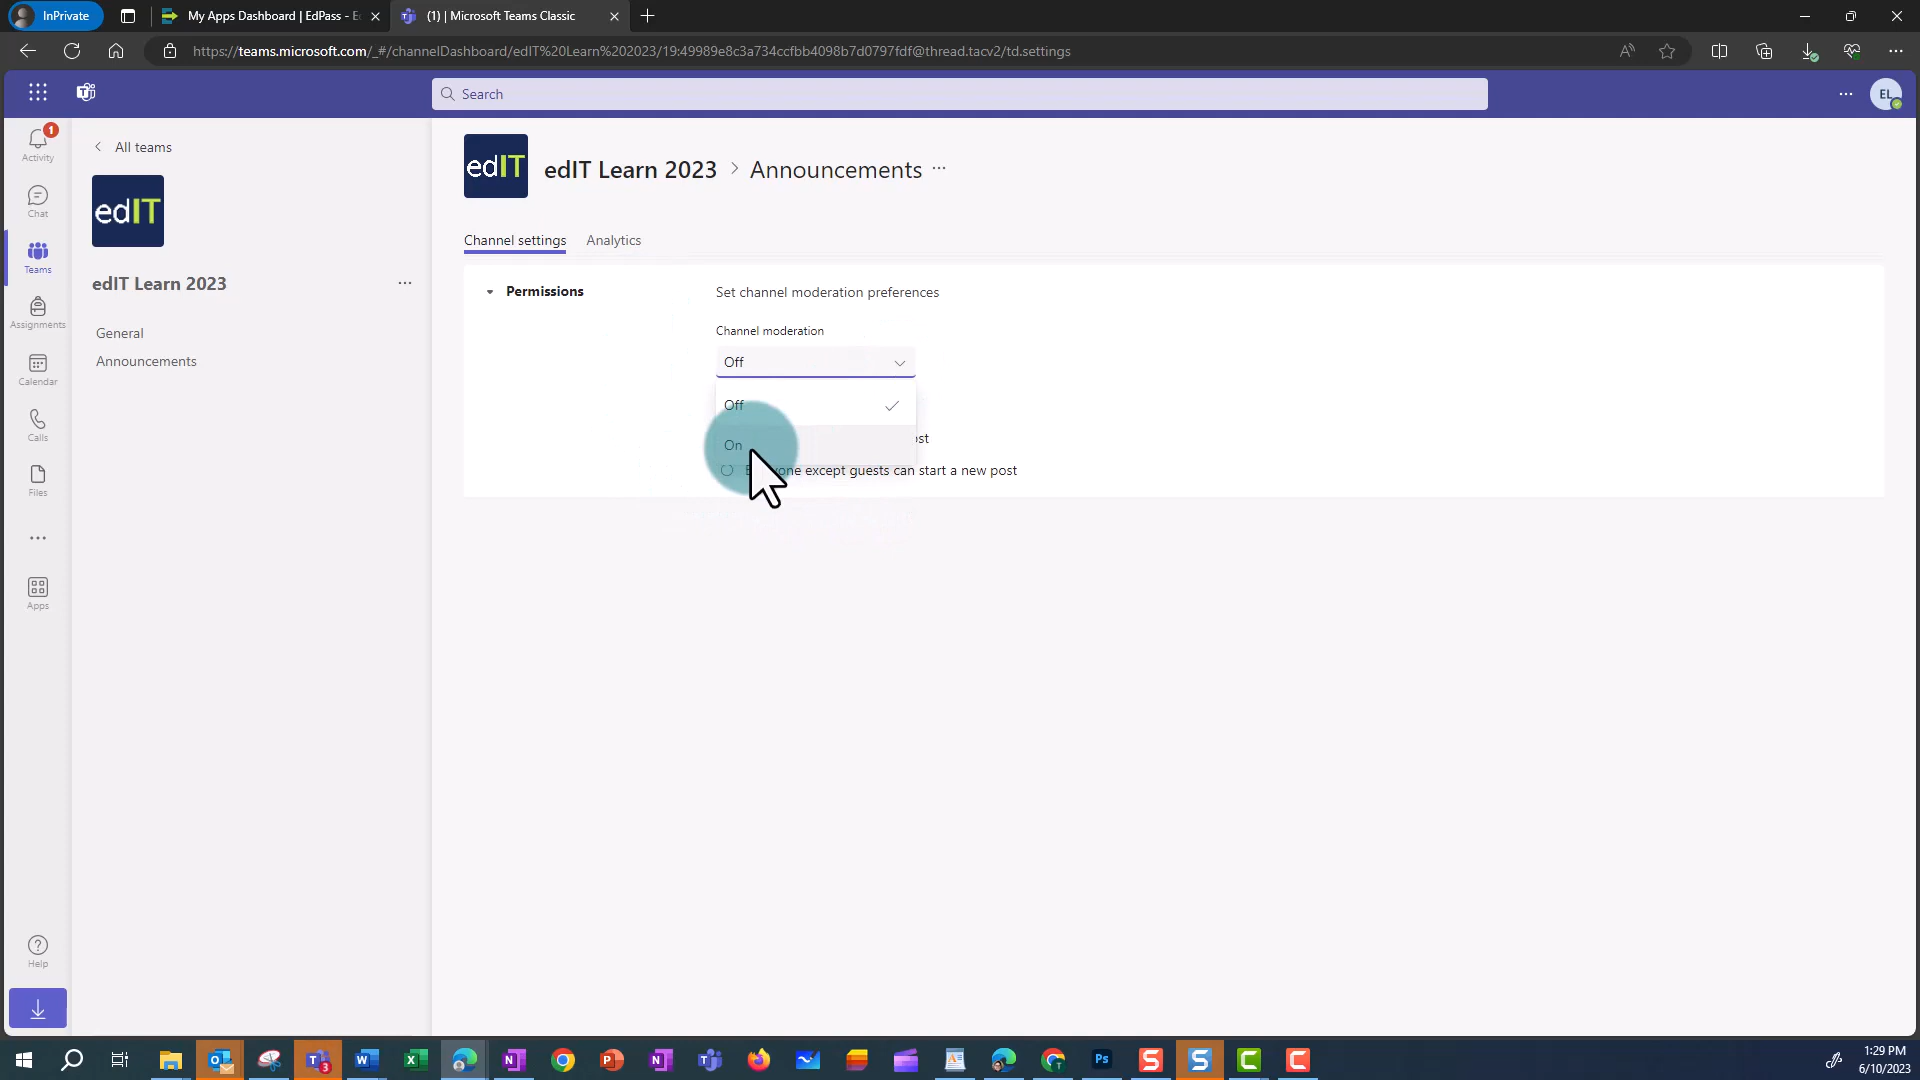 InPrivate
My Apps Dashboard | EdPass - Ed
(1) | Microsoft Teams Classic
https://teams.microsoft.com/_#/channelDashboard/edIT%20Learn%202023/19:49989e8c3a734ccfbb4098b7d0797fdf@thread.tacv2/td.settings
Search
EL
1
Activity
Chat
Teams
Assignments
Calendar
Calls
Files
Apps
Help
All teams
edIT
edIT Learn 2023
General
Announcements
edIT
edIT Learn 2023 > Announcements
Channel settings
Analytics
Permissions
Set channel moderation preferences
Channel moderation
Off
Off
On
ost
one except guests can start a new post
3
1:29 PM
6/10/2023